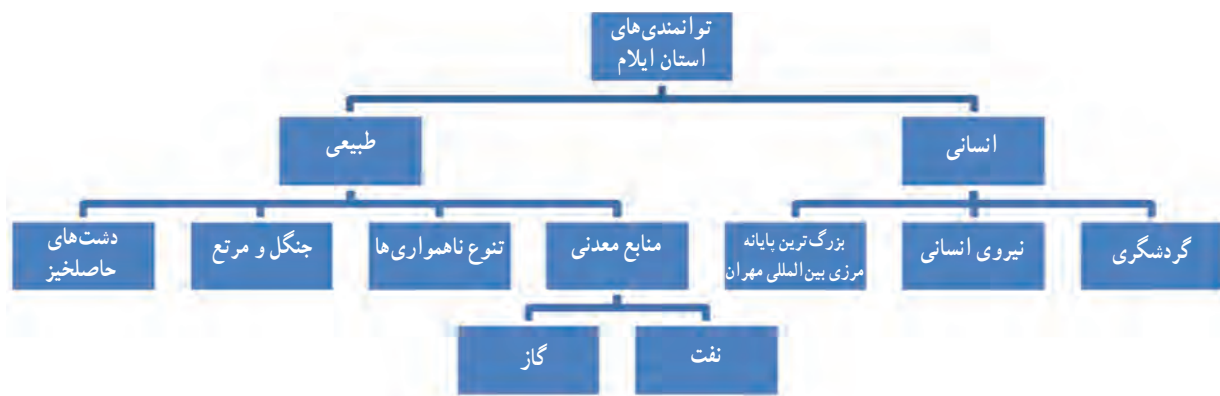 توانمندی‌های
استان ایلام
انسانی
طبیعی
گردشگری
نیروی انسانی
بزرگ‌ترین پایانه
مرزی بین‌المللی مهران
منابع معدنی
تنوع ناهمواری‌ها
جنگل و مرتع
دشت‌های
حاصلخیز
نفت
گاز